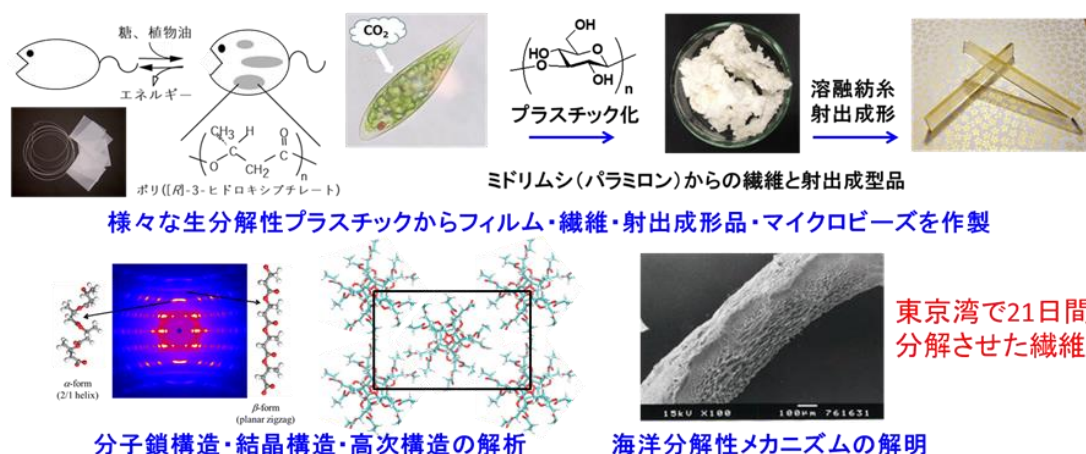 糖、植物油
エネルギー
CH3 H O
C C
O CH2 n
ポリ([R]-3-ヒドロキシブチレート)
CO2
OH
HO O
O OH n
プラスチック化
溶融紡糸
射出成形
ミドリムシ(パラミロン)からの繊維と射出成型品
様々な生分解性プラスチックからフィルム・繊維・射出成形品・マイクロビーズを作製
α-form
(2/1 helix)
β-form
(planar zigzag)
15kV X100 100μm 761631
東京湾で21日間
分解させた繊維
分子鎖構造・結晶構造・高次構造の解析
海洋分解性メカニズムの解明